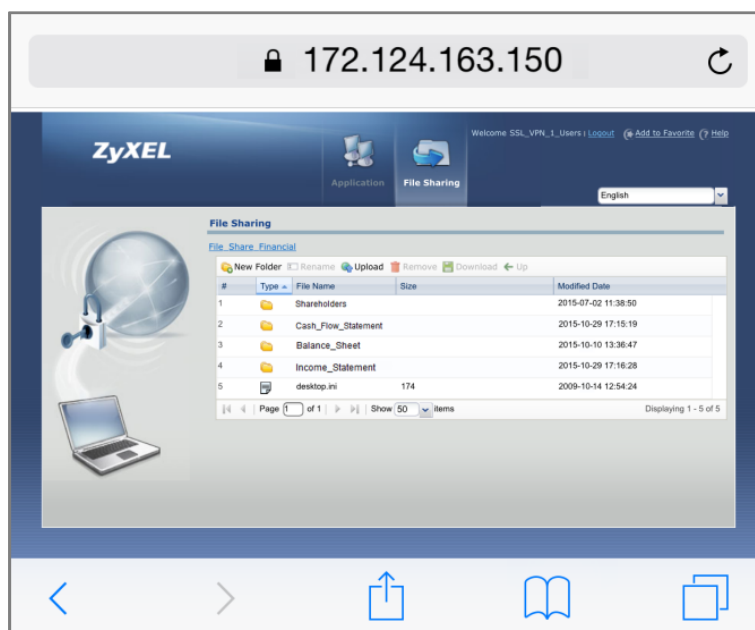 172.124.163.150
ZyXEL
Welcome SSL_VPN_1_Users | Logout Add to Favorite Help
Application File Sharing
English
File Sharing
File_Share_Financial
New Folder Rename Upload Remove Download Up
# Type File Name Size Modified Date
1 Shareholders 2015-07-02 11:38:50
2 Cash_Flow_Statement 2015-10-29 17:15:19
3 Balance_Sheet 2015-10-10 13:36:47
4 Income_Statement 2015-10-29 17:16:28
5 desktop.ini 174 2009-10-14 12:54:24
Page 1 of 1 Show 50 items Displaying 1 - 5 of 5